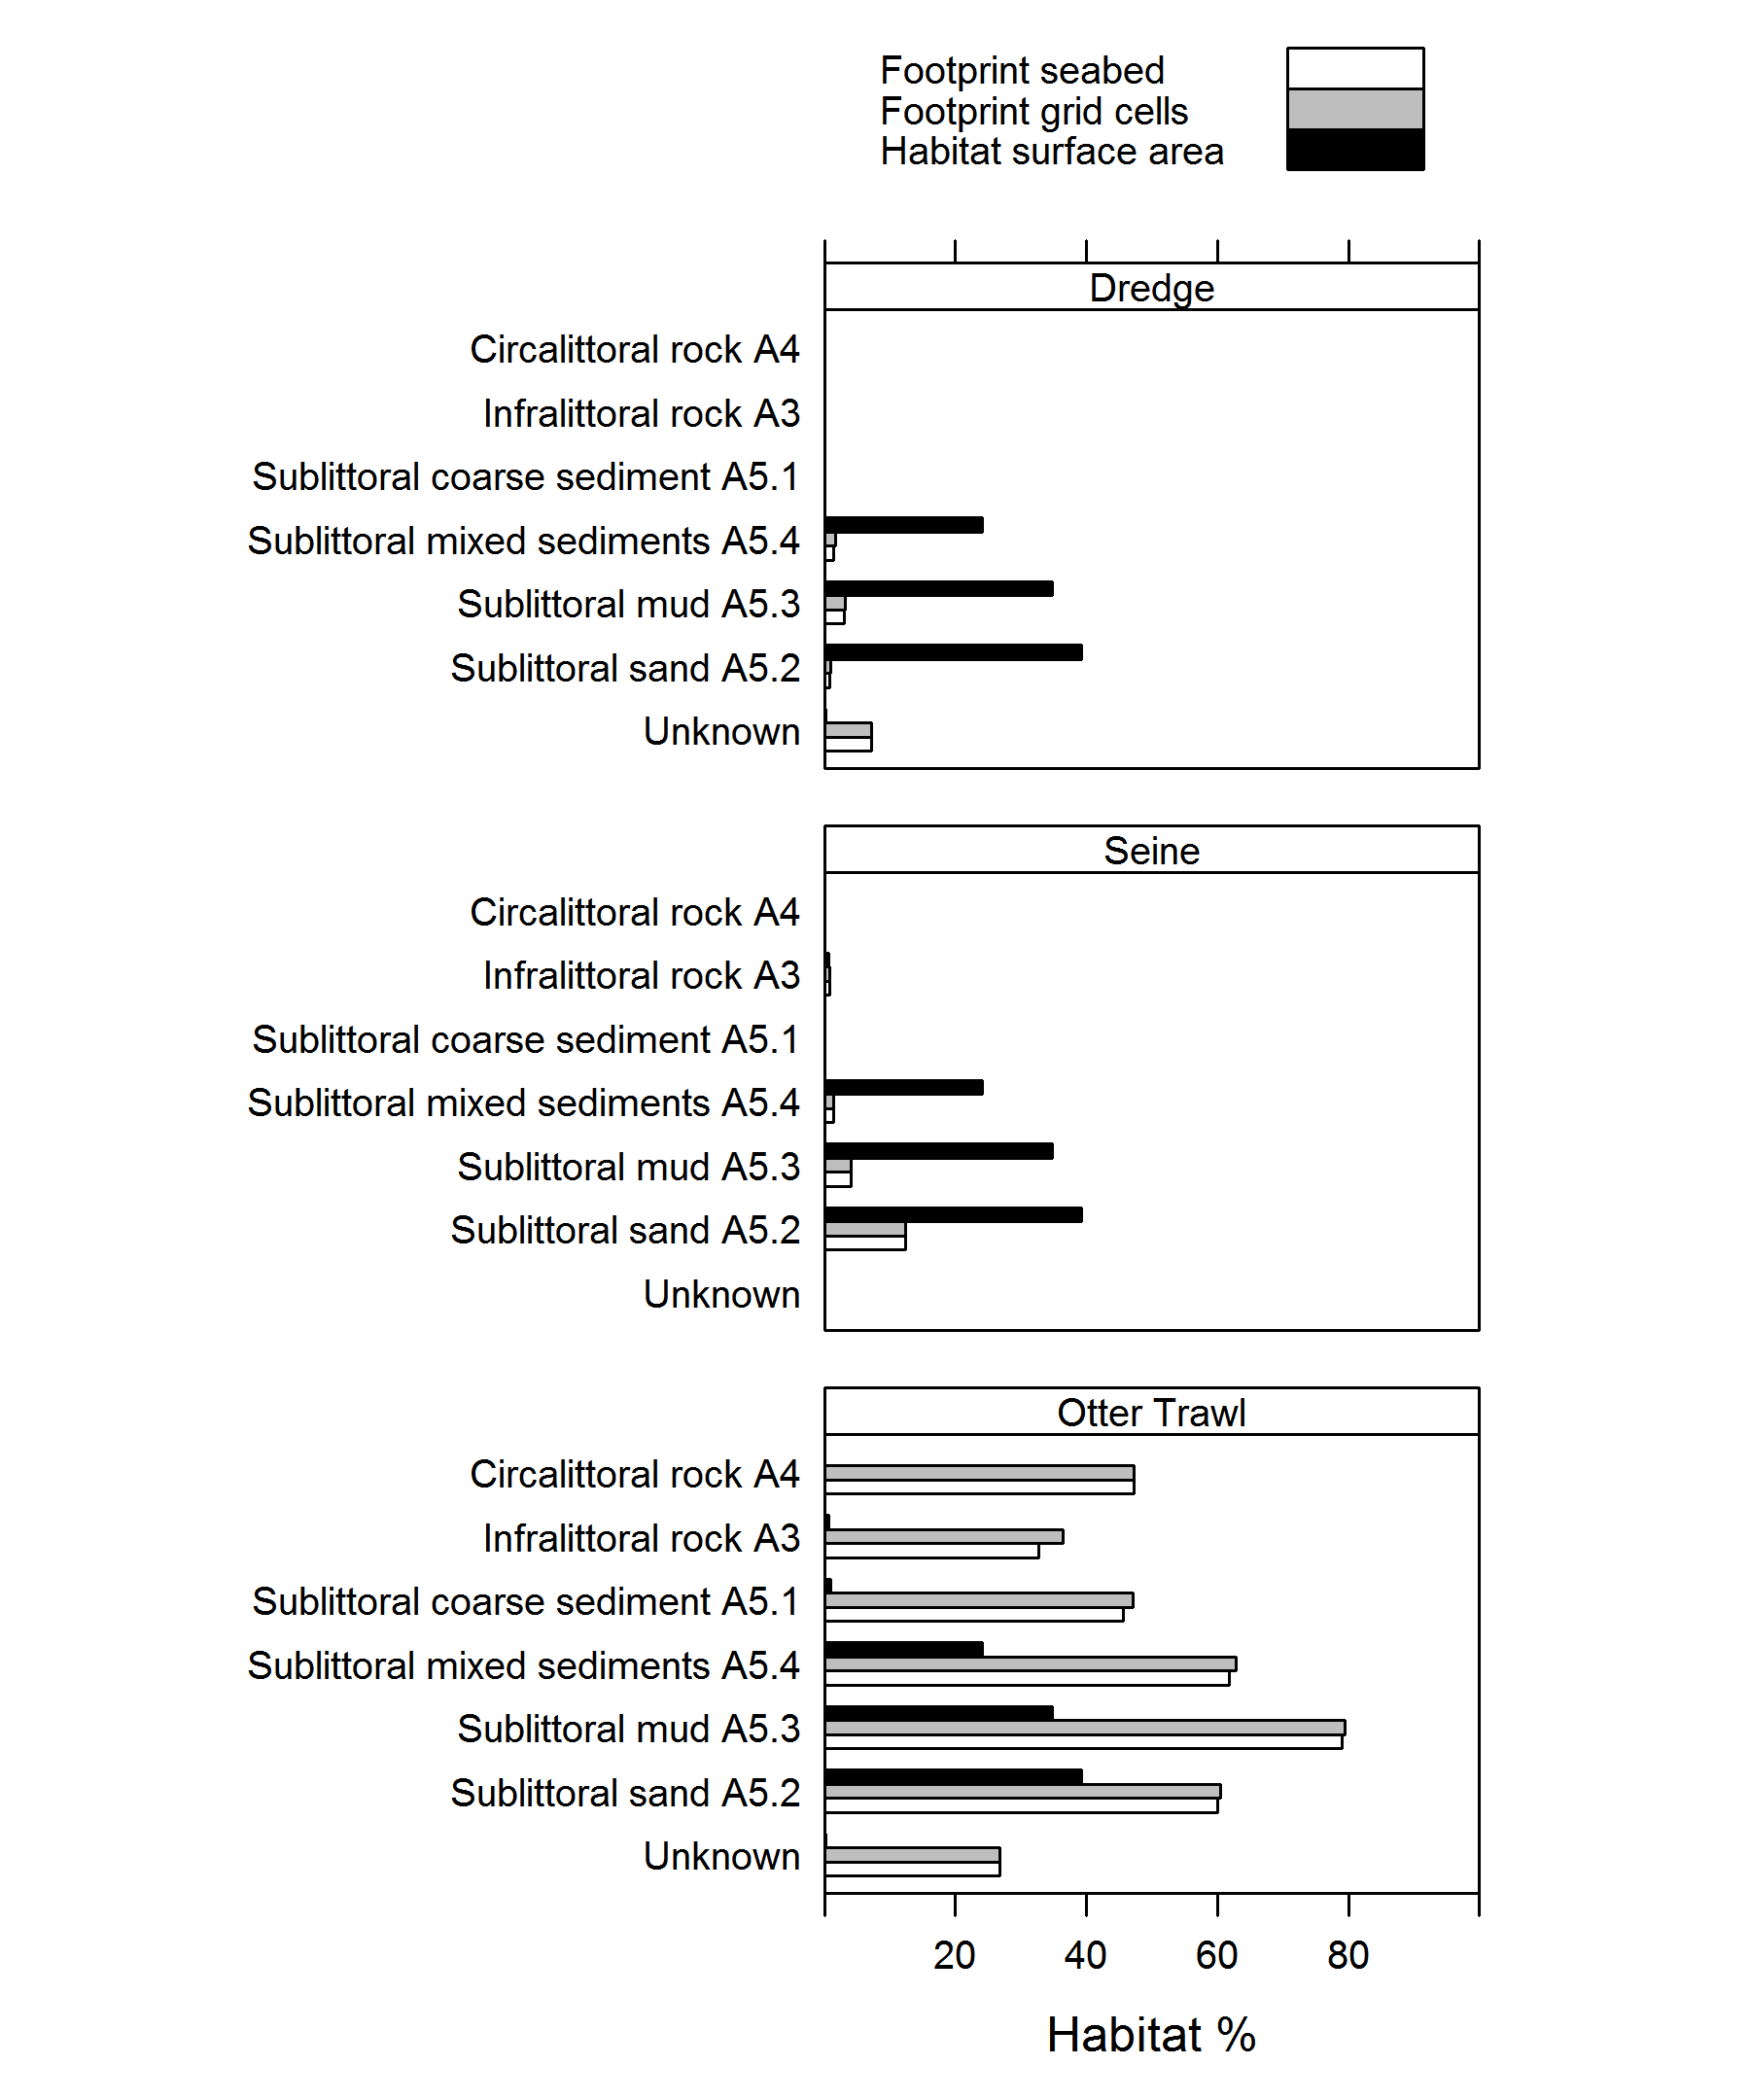 Footprint seabed
Footprint grid cells
Habitat surface area
Dredge
Circalittoral rock A4
Infralittoral rock A3
Sublittoral coarse sediment A5.1
Sublittoral mixed sediments A5.4
Sublittoral mud A5.3
Sublittoral sand A5.2
Unknown
Seine
Circalittoral rock A4
Infralittoral rock A3
Sublittoral coarse sediment A5.1
Sublittoral mixed sediments A5.4
Sublittoral mud A5.3
Sublittoral sand A5.2
Unknown
Otter Trawl
Circalittoral rock A4
Infralittoral rock A3
Sublittoral coarse sediment A5.1
Sublittoral mixed sediments A5.4
Sublittoral mud A5.3
Sublittoral sand A5.2
Unknown
20 40 60 80
Habitat %